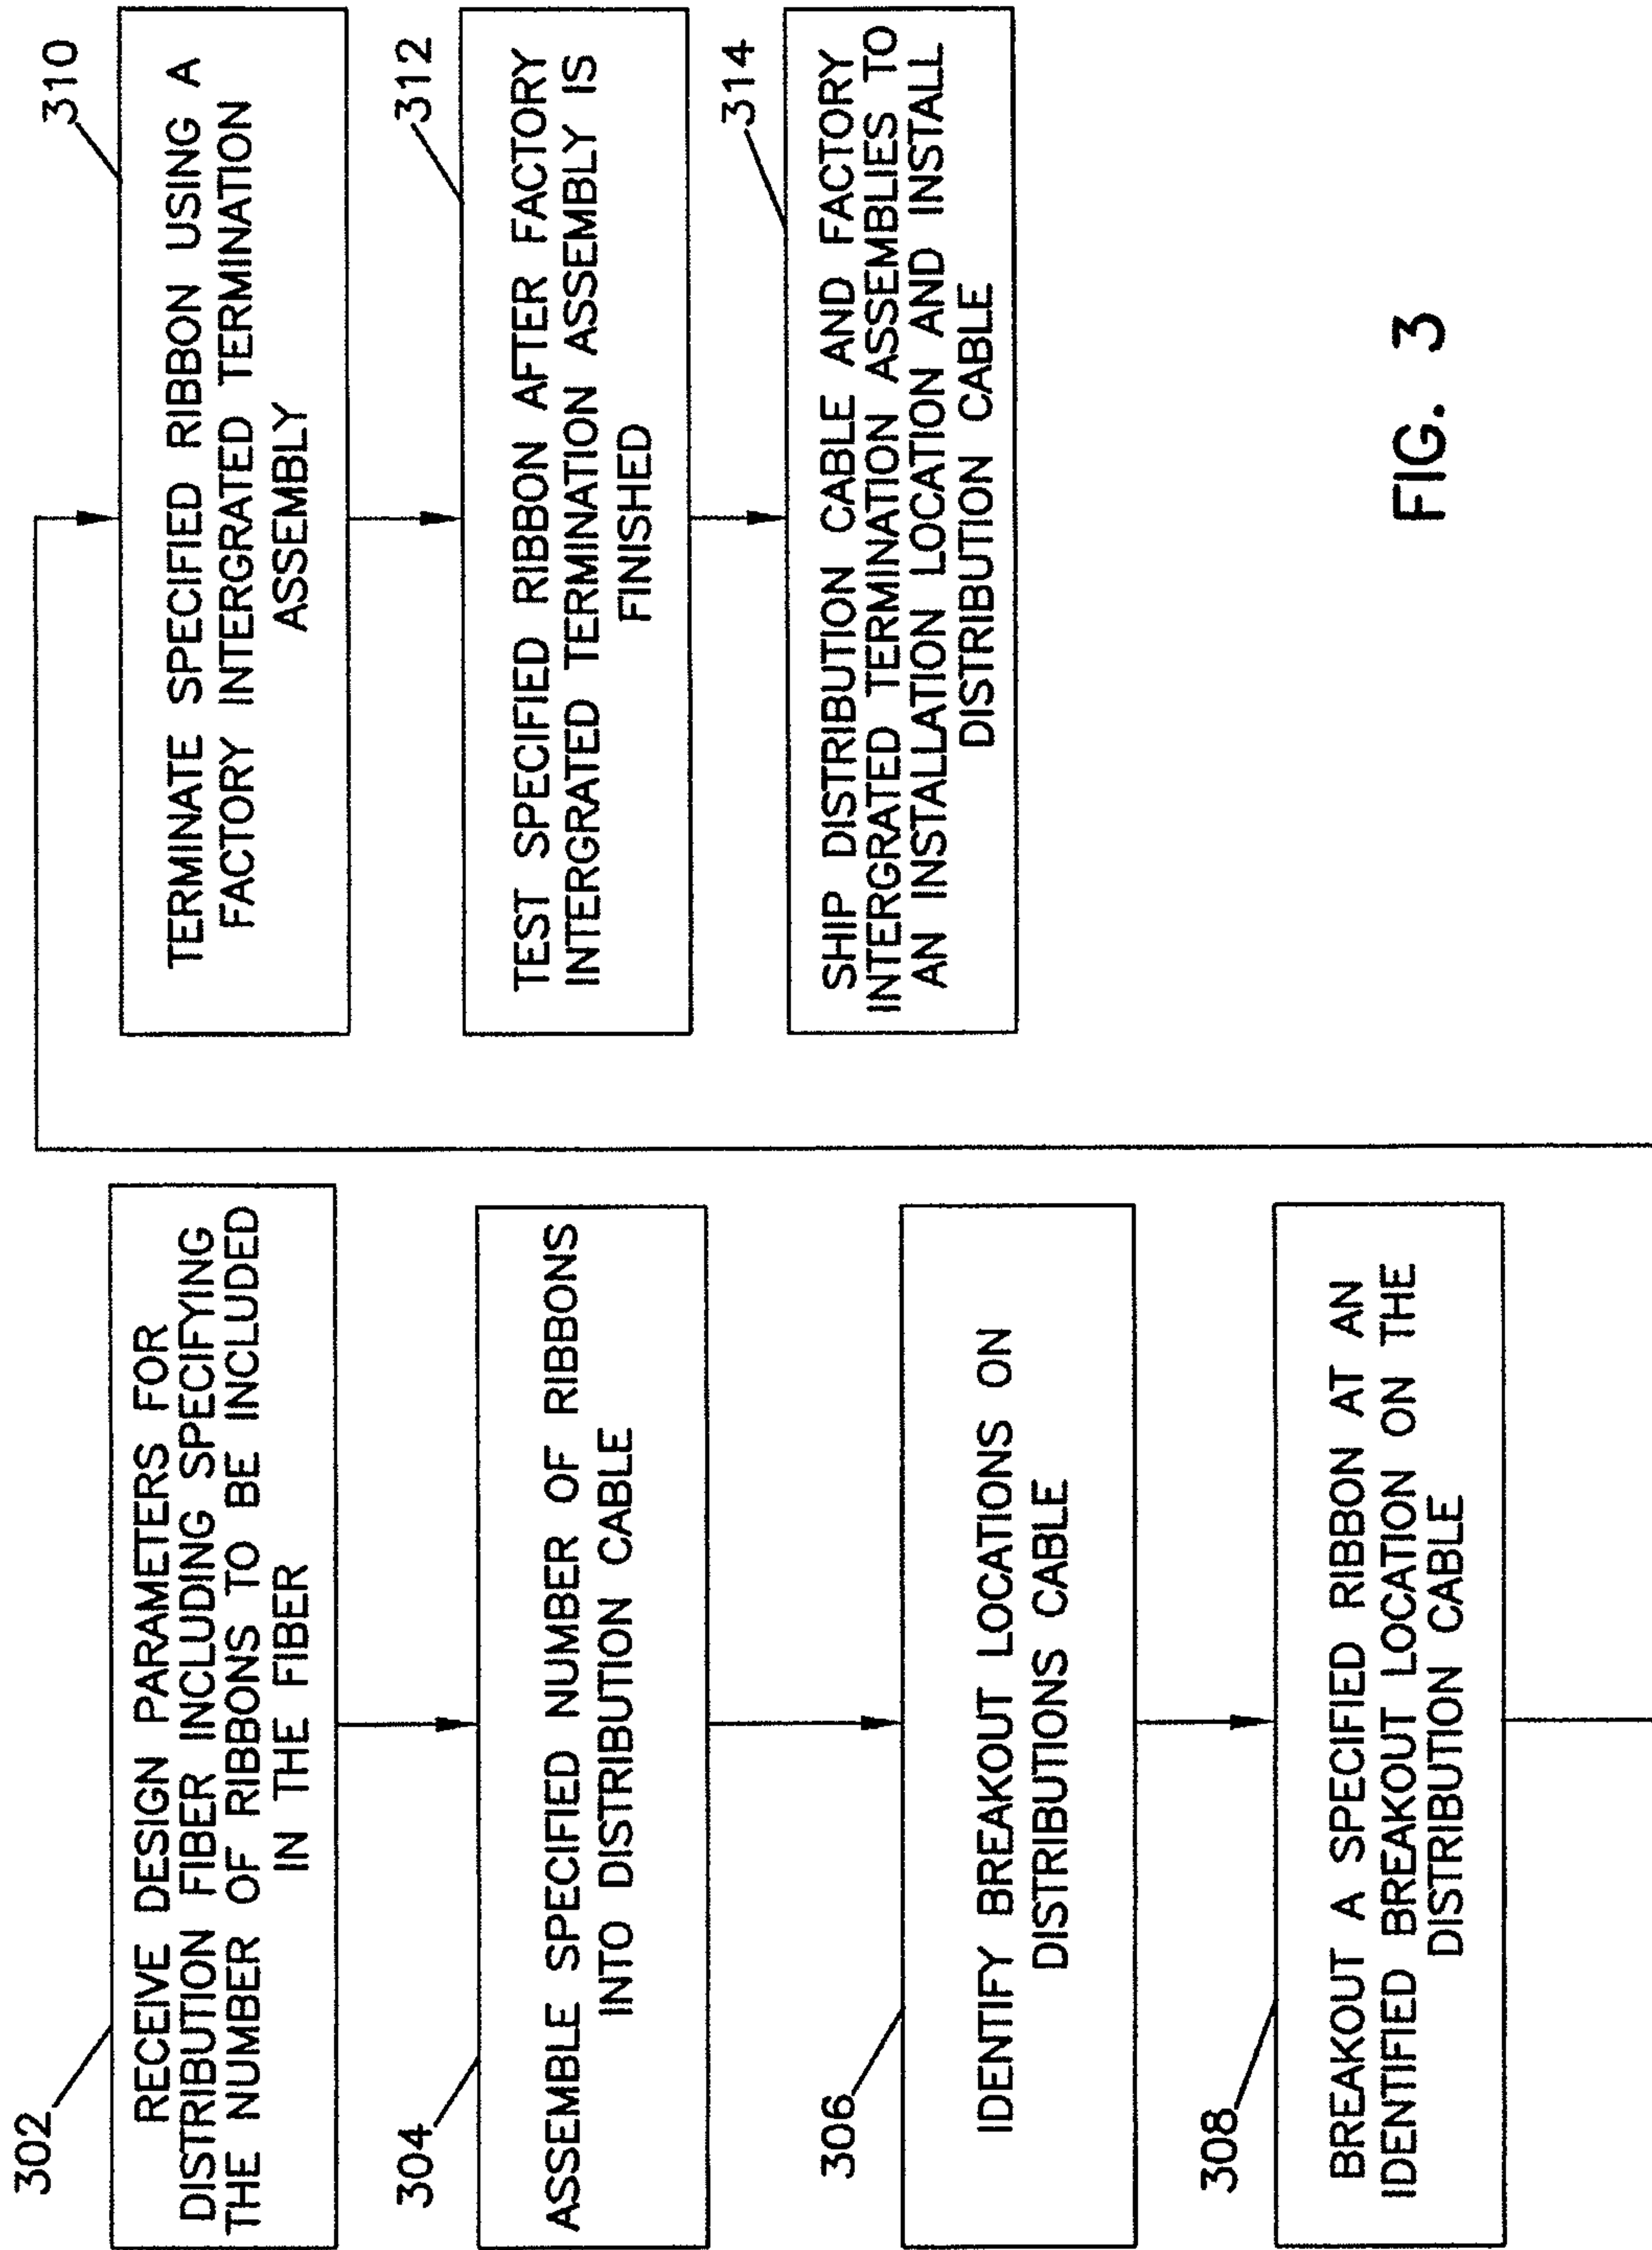 302
RECEIVE DESIGN PARAMETERS FOR
DISTRIBUTION FIBER INCLUDING SPECIFYING
THE NUMBER OF RIBBONS TO BE INCLUDED
IN THE FIBER
304
ASSEMBLE SPECIFIED NUMBER OF RIBBONS
INTO DISTRIBUTION CABLE
306
IDENTIFY BREAKOUT LOCATIONS ON
DISTRIBUTIONS CABLE
308
BREAKOUT A SPECIFIED RIBBON AT AN
IDENTIFIED BREAKOUT LOCATION ON THE
DISTRIBUTION CABLE
310
TERMINATE SPECIFIED RIBBON USING A
FACTORY INTERGRATED TERMINATION
ASSEMBLY
312
TEST SPECIFIED RIBBON AFTER FACTORY
INTERGRATED TERMINATION ASSEMBLY IS
FINISHED
314
SHIP DISTRIBUTION CABLE AND FACTORY
INTERGRATED TERMINATION ASSEMBLIES TO
AN INSTALLATION LOCATION AND INSTALL
DISTRIBUTION CABLE
FIG. 3